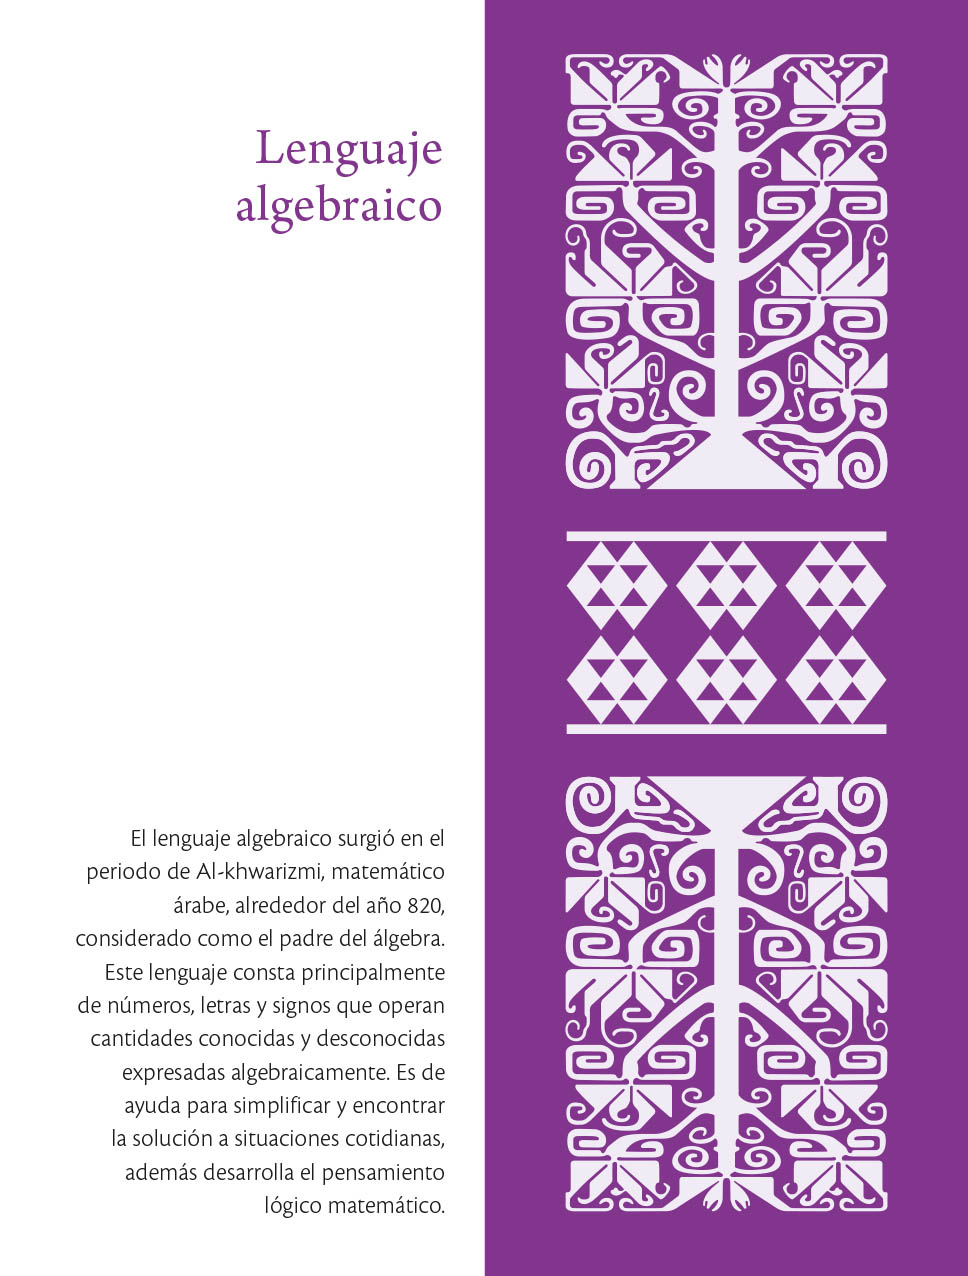 Lenguaje
algebraico
El lenguaje algebraico surgió en el
periodo de Al-khwarizmi, matemático
árabe, alrededor del año 820,
considerado como el padre del álgebra.
Este lenguaje consta principalmente
de números, letras y signos que operan
cantidades conocidas y desconocidas
expresadas algebraicamente. Es de
ayuda para simplificar y encontrar
la solución a situaciones cotidianas,
además desarrolla el pensamiento
lógico matemático.